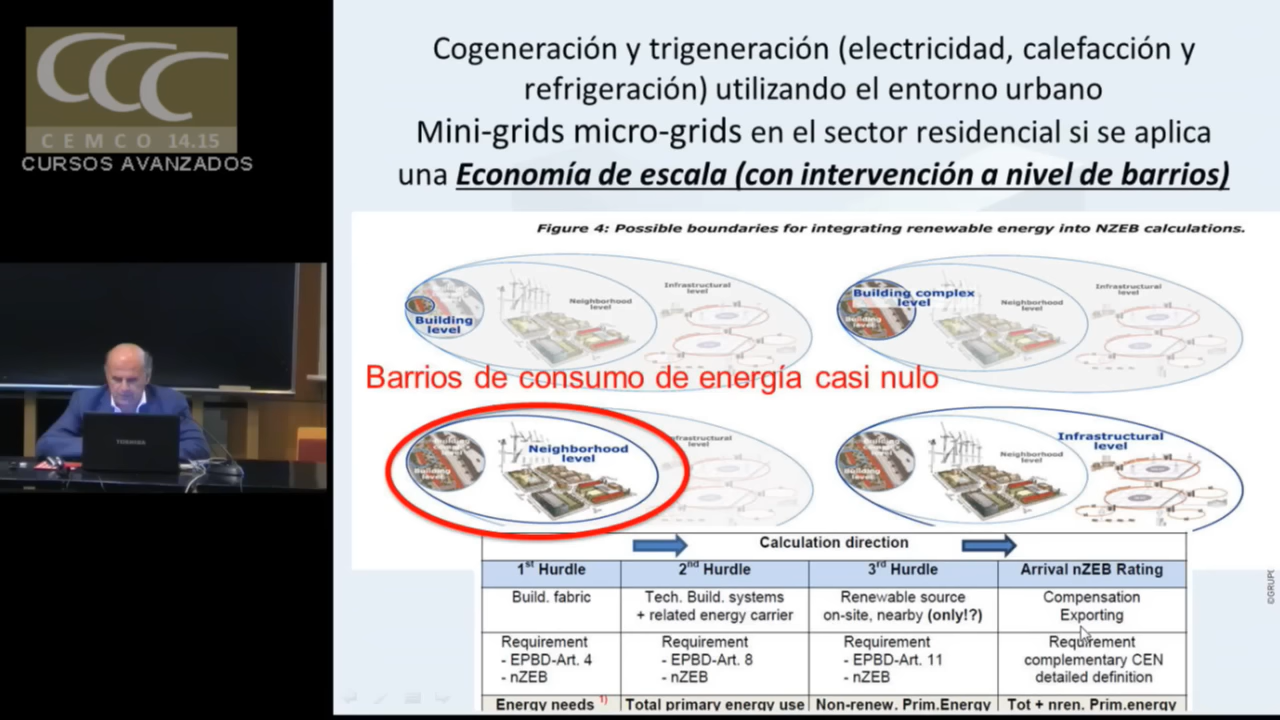 CCC
CEMCO 14.15
CURSOS AVANZADOS
Cogeneración y trigeneración (electricidad, calefacción y
refrigeración) utilizando el entorno urbano
Mini-grids micro-grids en el sector residencial si se aplica
una Economía de escala (con intervención a nivel de barrios)
Figure 4: Possible boundaries for integrating renewable energy into NZEB calculations.
Building
level
Neighborhood
level
Infrastructural
level
Building complex
level
Building
level
Neighborhood
level
Infrastructural
level
Barrios de consumo de energía casi nulo
Building
level
Neighborhood
level
Infrastructural
level
Building
level
Neighborhood
level
Infrastructural
level
TOSHIBA
Calculation direction
1st Hurdle 2nd Hurdle 3rd Hurdle Arrival nZEB Rating
Build. fabric Tech. Build. systems Renewable source Compensation
+ related energy carrier on-site, nearby (only!?) Exporting
Requirement Requirement Requirement Requirement
- EPBD-Art. 4 - EPBD-Art. 8 - EPBD-Art. 11 complementary CEN
- nZEB - nZEB - nZEB detailed definition
Energy needs 1) Total primary energy use Non-renew. Prim.Energy Tot + nren. Prim.energy